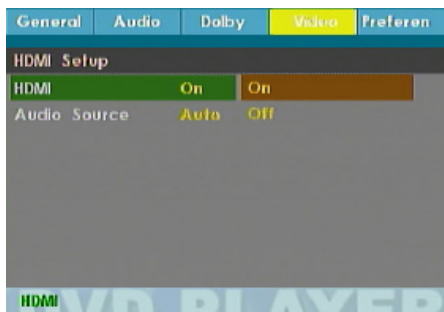 General Audio Dolby Video Preferen
HDMI Setup
HDMI On On
Audio Source Auto Off
HDMI
DVD PLAYER